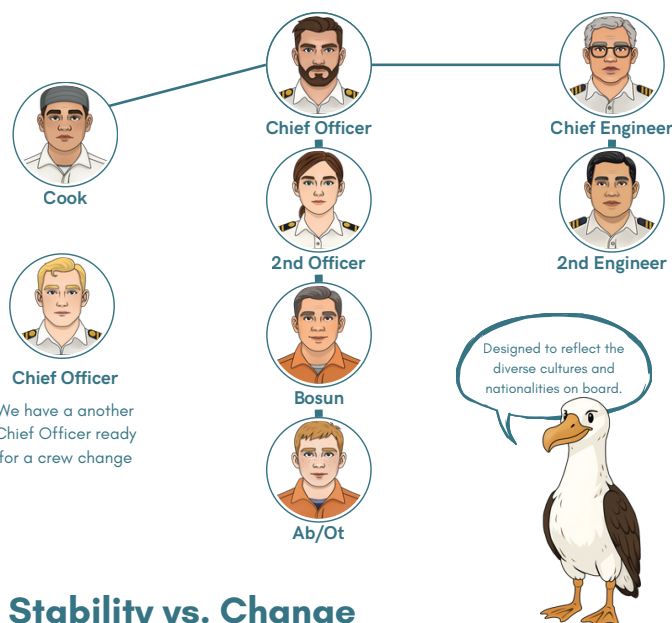 Chief Officer
Chief Engineer
Cook
2nd Officer
2nd Engineer
Designed to reflect the
diverse cultures and
nationalities on board.
Chief Officer
We have a another
Chief Officer ready
for a crew change
Bosun
Ab/Ot
Stability vs. Change